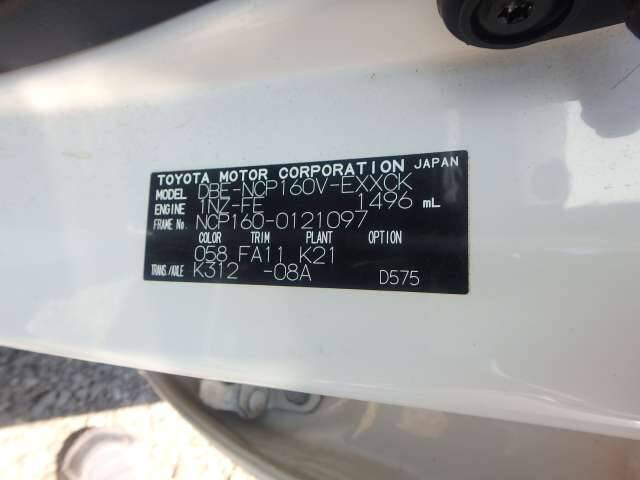 TOYOTA MOTOR CORPORATION JAPAN
MODEL DBE-NCP160V-EXXCK
ENGINE 1NZ-FE 1496 mL
FRAME No. NCP160-0121097
COLOR TRIM PLANT OPTION
058 FA11 K21
TRANS./AXLE K312 -08A D575